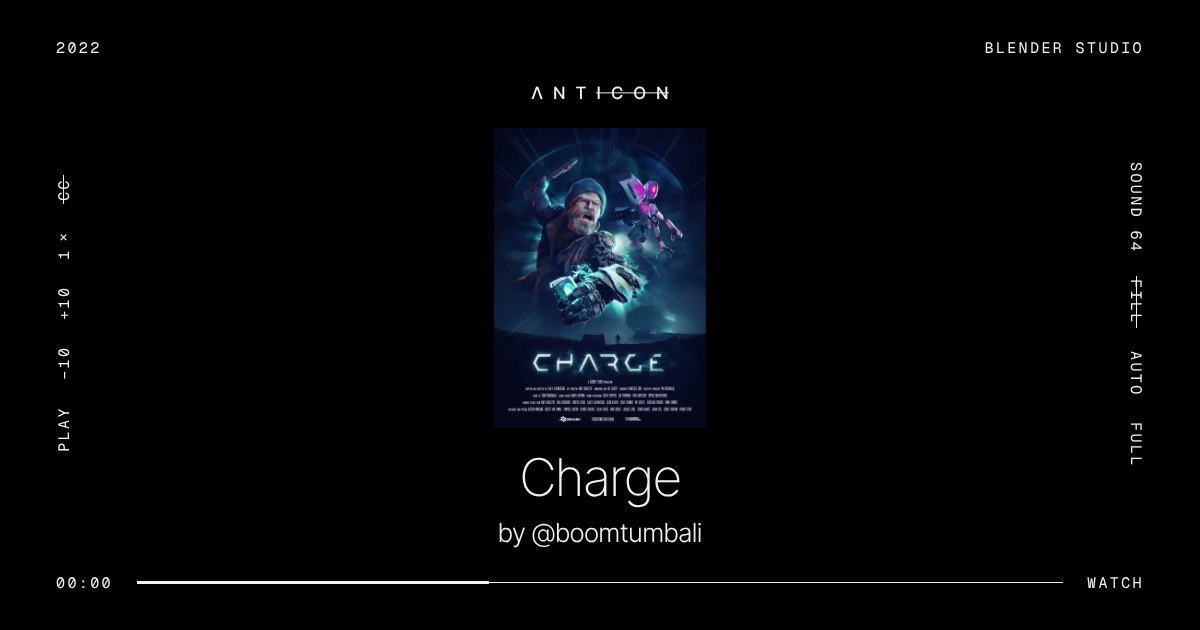 2022
BLENDER STUDIO
ANTICON
CC
1×
+10
−10
PLAY
SOUND 64
FILL
AUTO
FULL
CHARGE
Charge
by @boomtumbali
00:00
WATCH